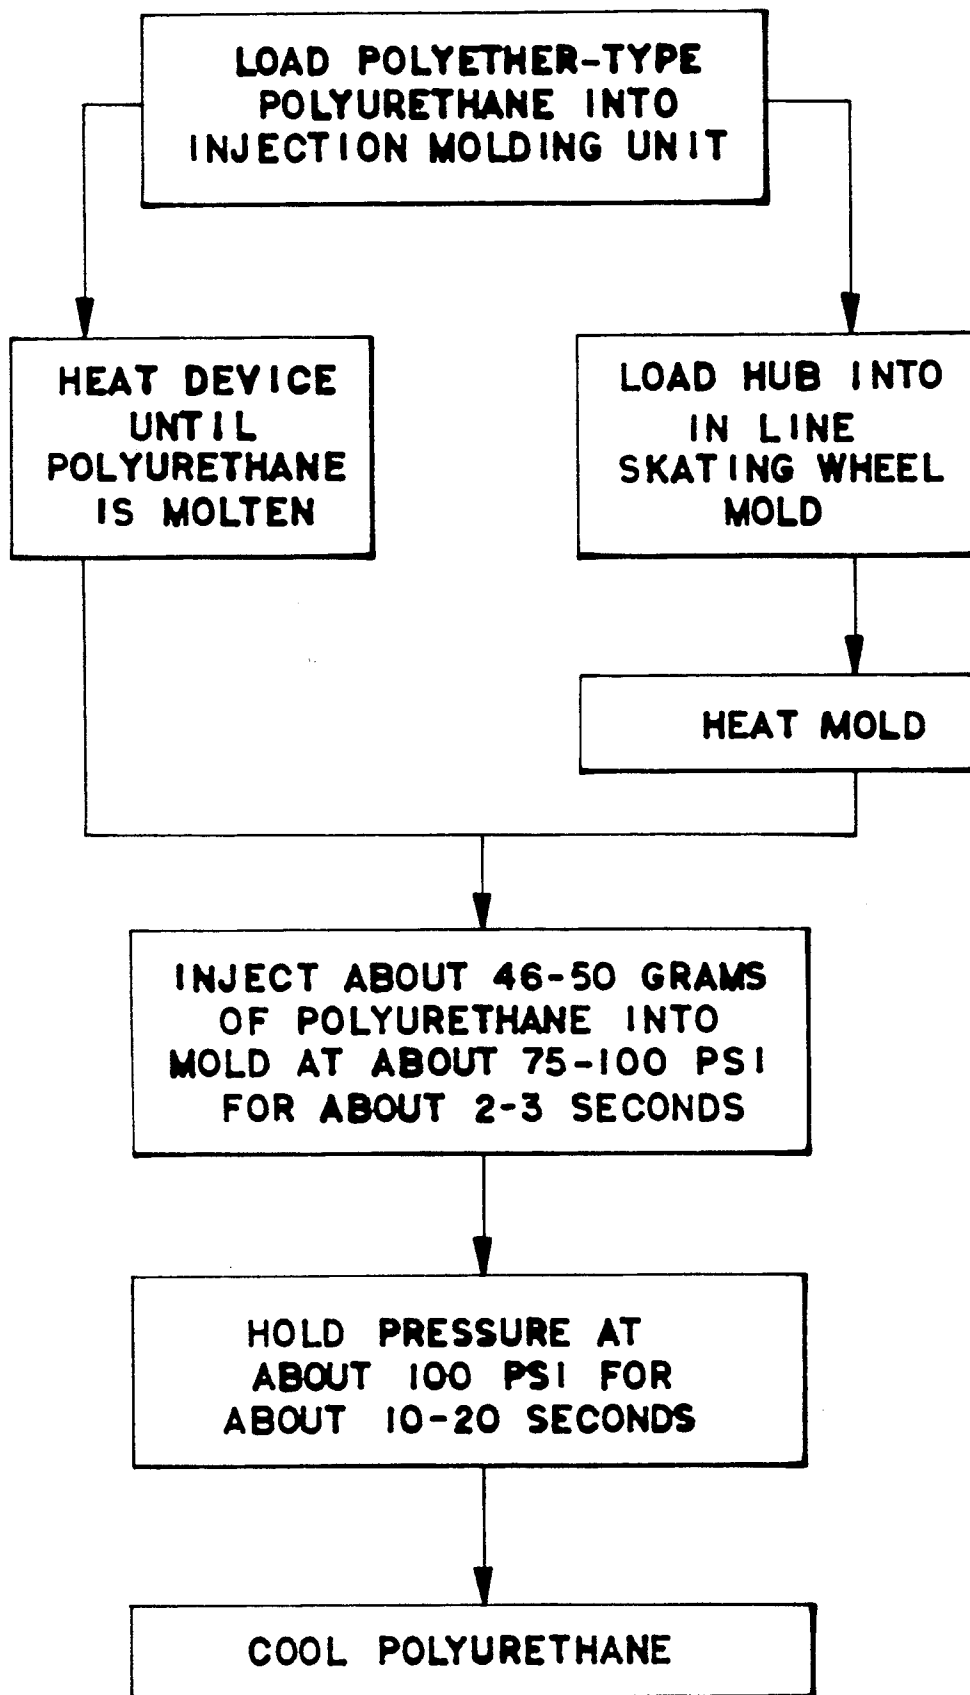 LOAD POLYETHER-TYPE
POLYURETHANE INTO
INJECTION MOLDING UNIT
HEAT DEVICE
UNTIL
POLYURETHANE
IS MOLTEN
LOAD HUB INTO
IN LINE
SKATING WHEEL
MOLD
HEAT MOLD
INJECT ABOUT 46-50 GRAMS
OF POLYURETHANE INTO
MOLD AT ABOUT 75-100 PSI
FOR ABOUT 2-3 SECONDS
HOLD PRESSURE AT
ABOUT 100 PSI FOR
ABOUT 10-20 SECONDS
COOL POLYURETHANE